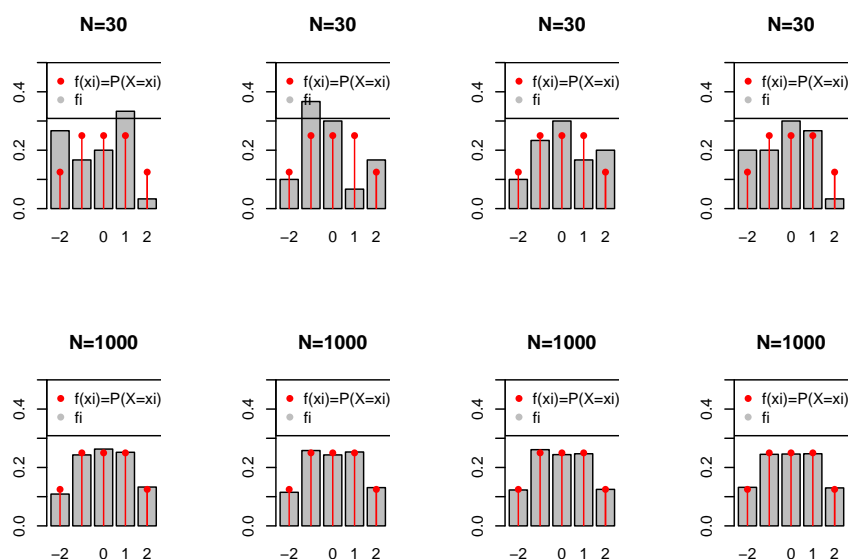 N=30
f(xi)=P(X=xi)
fi
0.4
0.2
0.0
−2 0 1 2
N=30
f(xi)=P(X=xi)
fi
0.4
0.2
0.0
−2 0 1 2
N=30
f(xi)=P(X=xi)
fi
0.4
0.2
0.0
−2 0 1 2
N=30
f(xi)=P(X=xi)
fi
0.4
0.2
0.0
−2 0 1 2
N=1000
f(xi)=P(X=xi)
fi
0.4
0.2
0.0
−2 0 1 2
N=1000
f(xi)=P(X=xi)
fi
0.4
0.2
0.0
−2 0 1 2
N=1000
f(xi)=P(X=xi)
fi
0.4
0.2
0.0
−2 0 1 2
N=1000
f(xi)=P(X=xi)
fi
0.4
0.2
0.0
−2 0 1 2